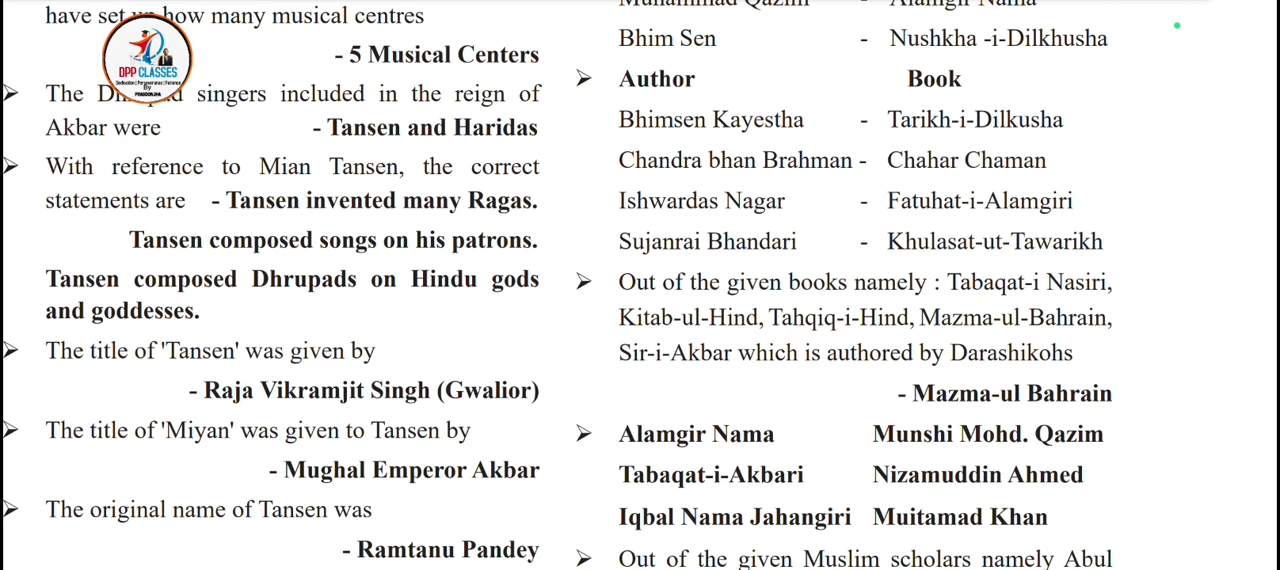 have set up how many musical centres
- 5 Musical Centers
➢ The singers included in the reign of
Akbar were - Tansen and Haridas
➢ With reference to Mian Tansen, the correct
statements are - Tansen invented many Ragas.
Tansen composed songs on his patrons.
Tansen composed Dhrupads on Hindu gods
and goddesses.
➢ The title of 'Tansen' was given by
- Raja Vikramjit Singh (Gwalior)
➢ The title of 'Miyan' was given to Tansen by
- Mughal Emperor Akbar
➢ The original name of Tansen was
- Ramtanu Pandey
DPP CLASSES
By
Muhammad Qazim - Alamgir Nama
Bhim Sen - Nushkha -i-Dilkhusha
➢ Author Book
Bhimsen Kayestha - Tarikh-i-Dilkusha
Chandra bhan Brahman - Chahar Chaman
Ishwardas Nagar - Fatuhat-i-Alamgiri
Sujanrai Bhandari - Khulasat-ut-Tawarikh
➢ Out of the given books namely : Tabaqat-i Nasiri,
Kitab-ul-Hind, Tahqiq-i-Hind, Mazma-ul-Bahrain,
Sir-i-Akbar which is authored by Darashikohs
- Mazma-ul Bahrain
➢ Alamgir Nama Munshi Mohd. Qazim
Tabaqat-i-Akbari Nizamuddin Ahmed
Iqbal Nama Jahangiri Muitamad Khan
➢ Out of the given Muslim scholars namely Abul